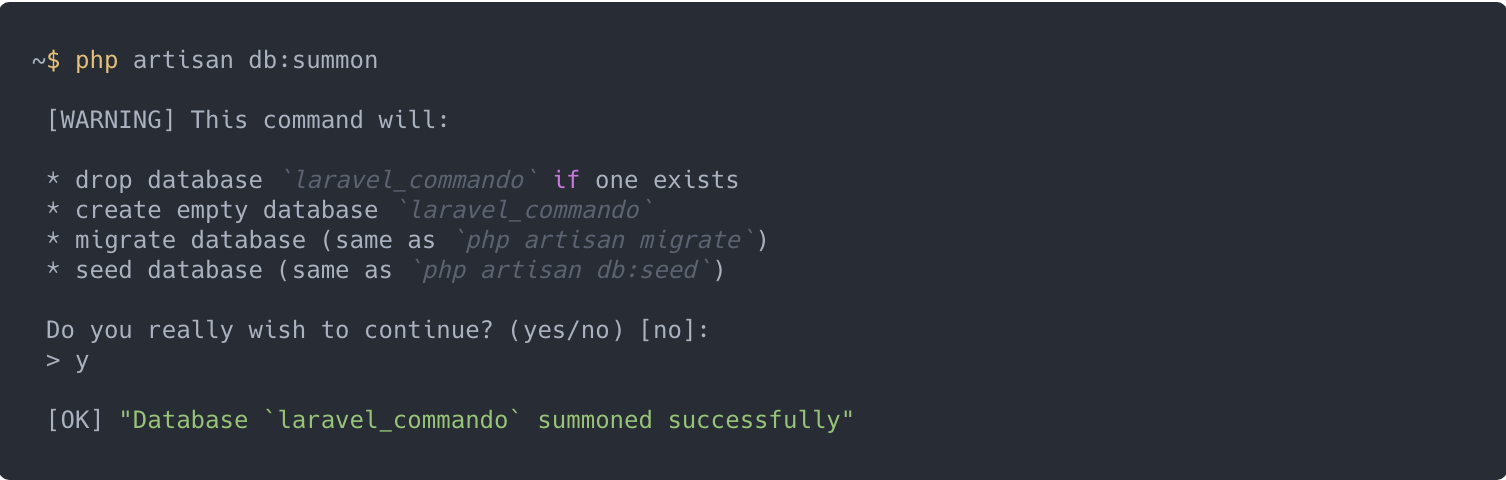 ~$ php artisan db:summon
[WARNING] This command will:
* drop database `laravel_commando` if one exists
* create empty database `laravel_commando`
* migrate database (same as `php artisan migrate`)
* seed database (same as `php artisan db:seed`)
Do you really wish to continue? (yes/no) [no]:
> y
[OK] "Database `laravel_commando` summoned successfully"